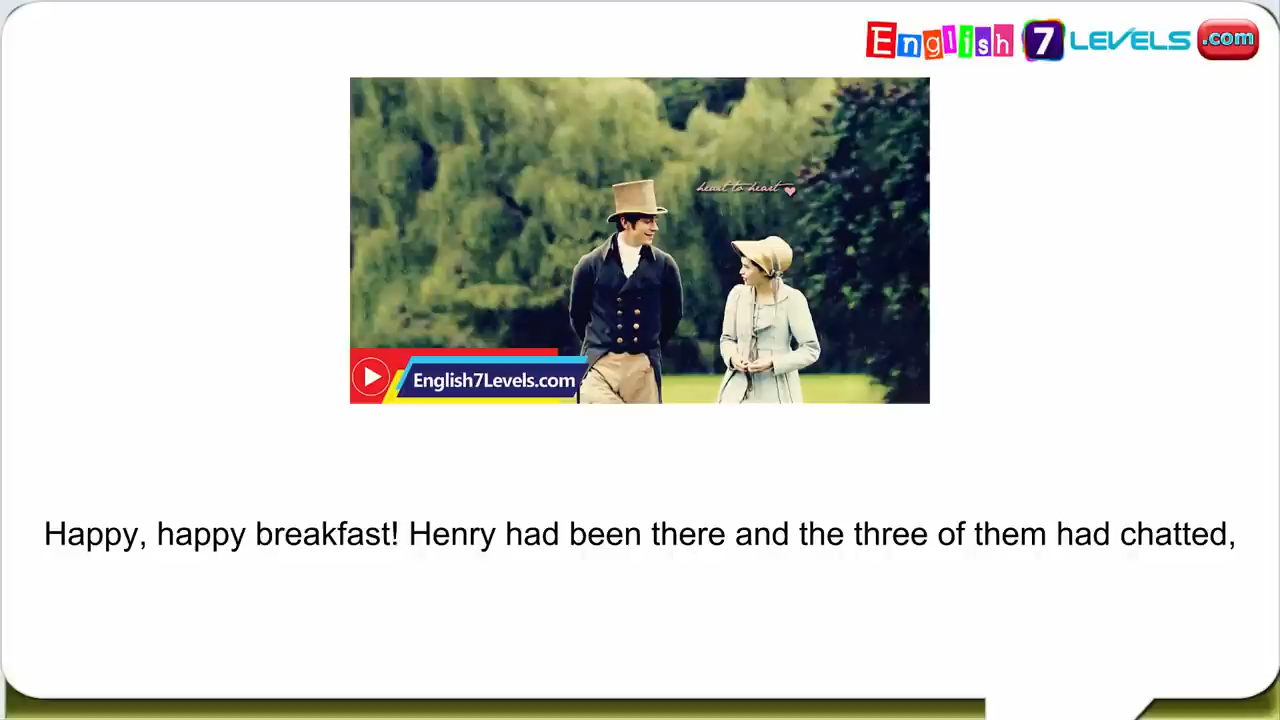 English 7 LEVELS .com
heart to heart
English7Levels.com
Happy, happy breakfast! Henry had been there and the three of them had chatted,